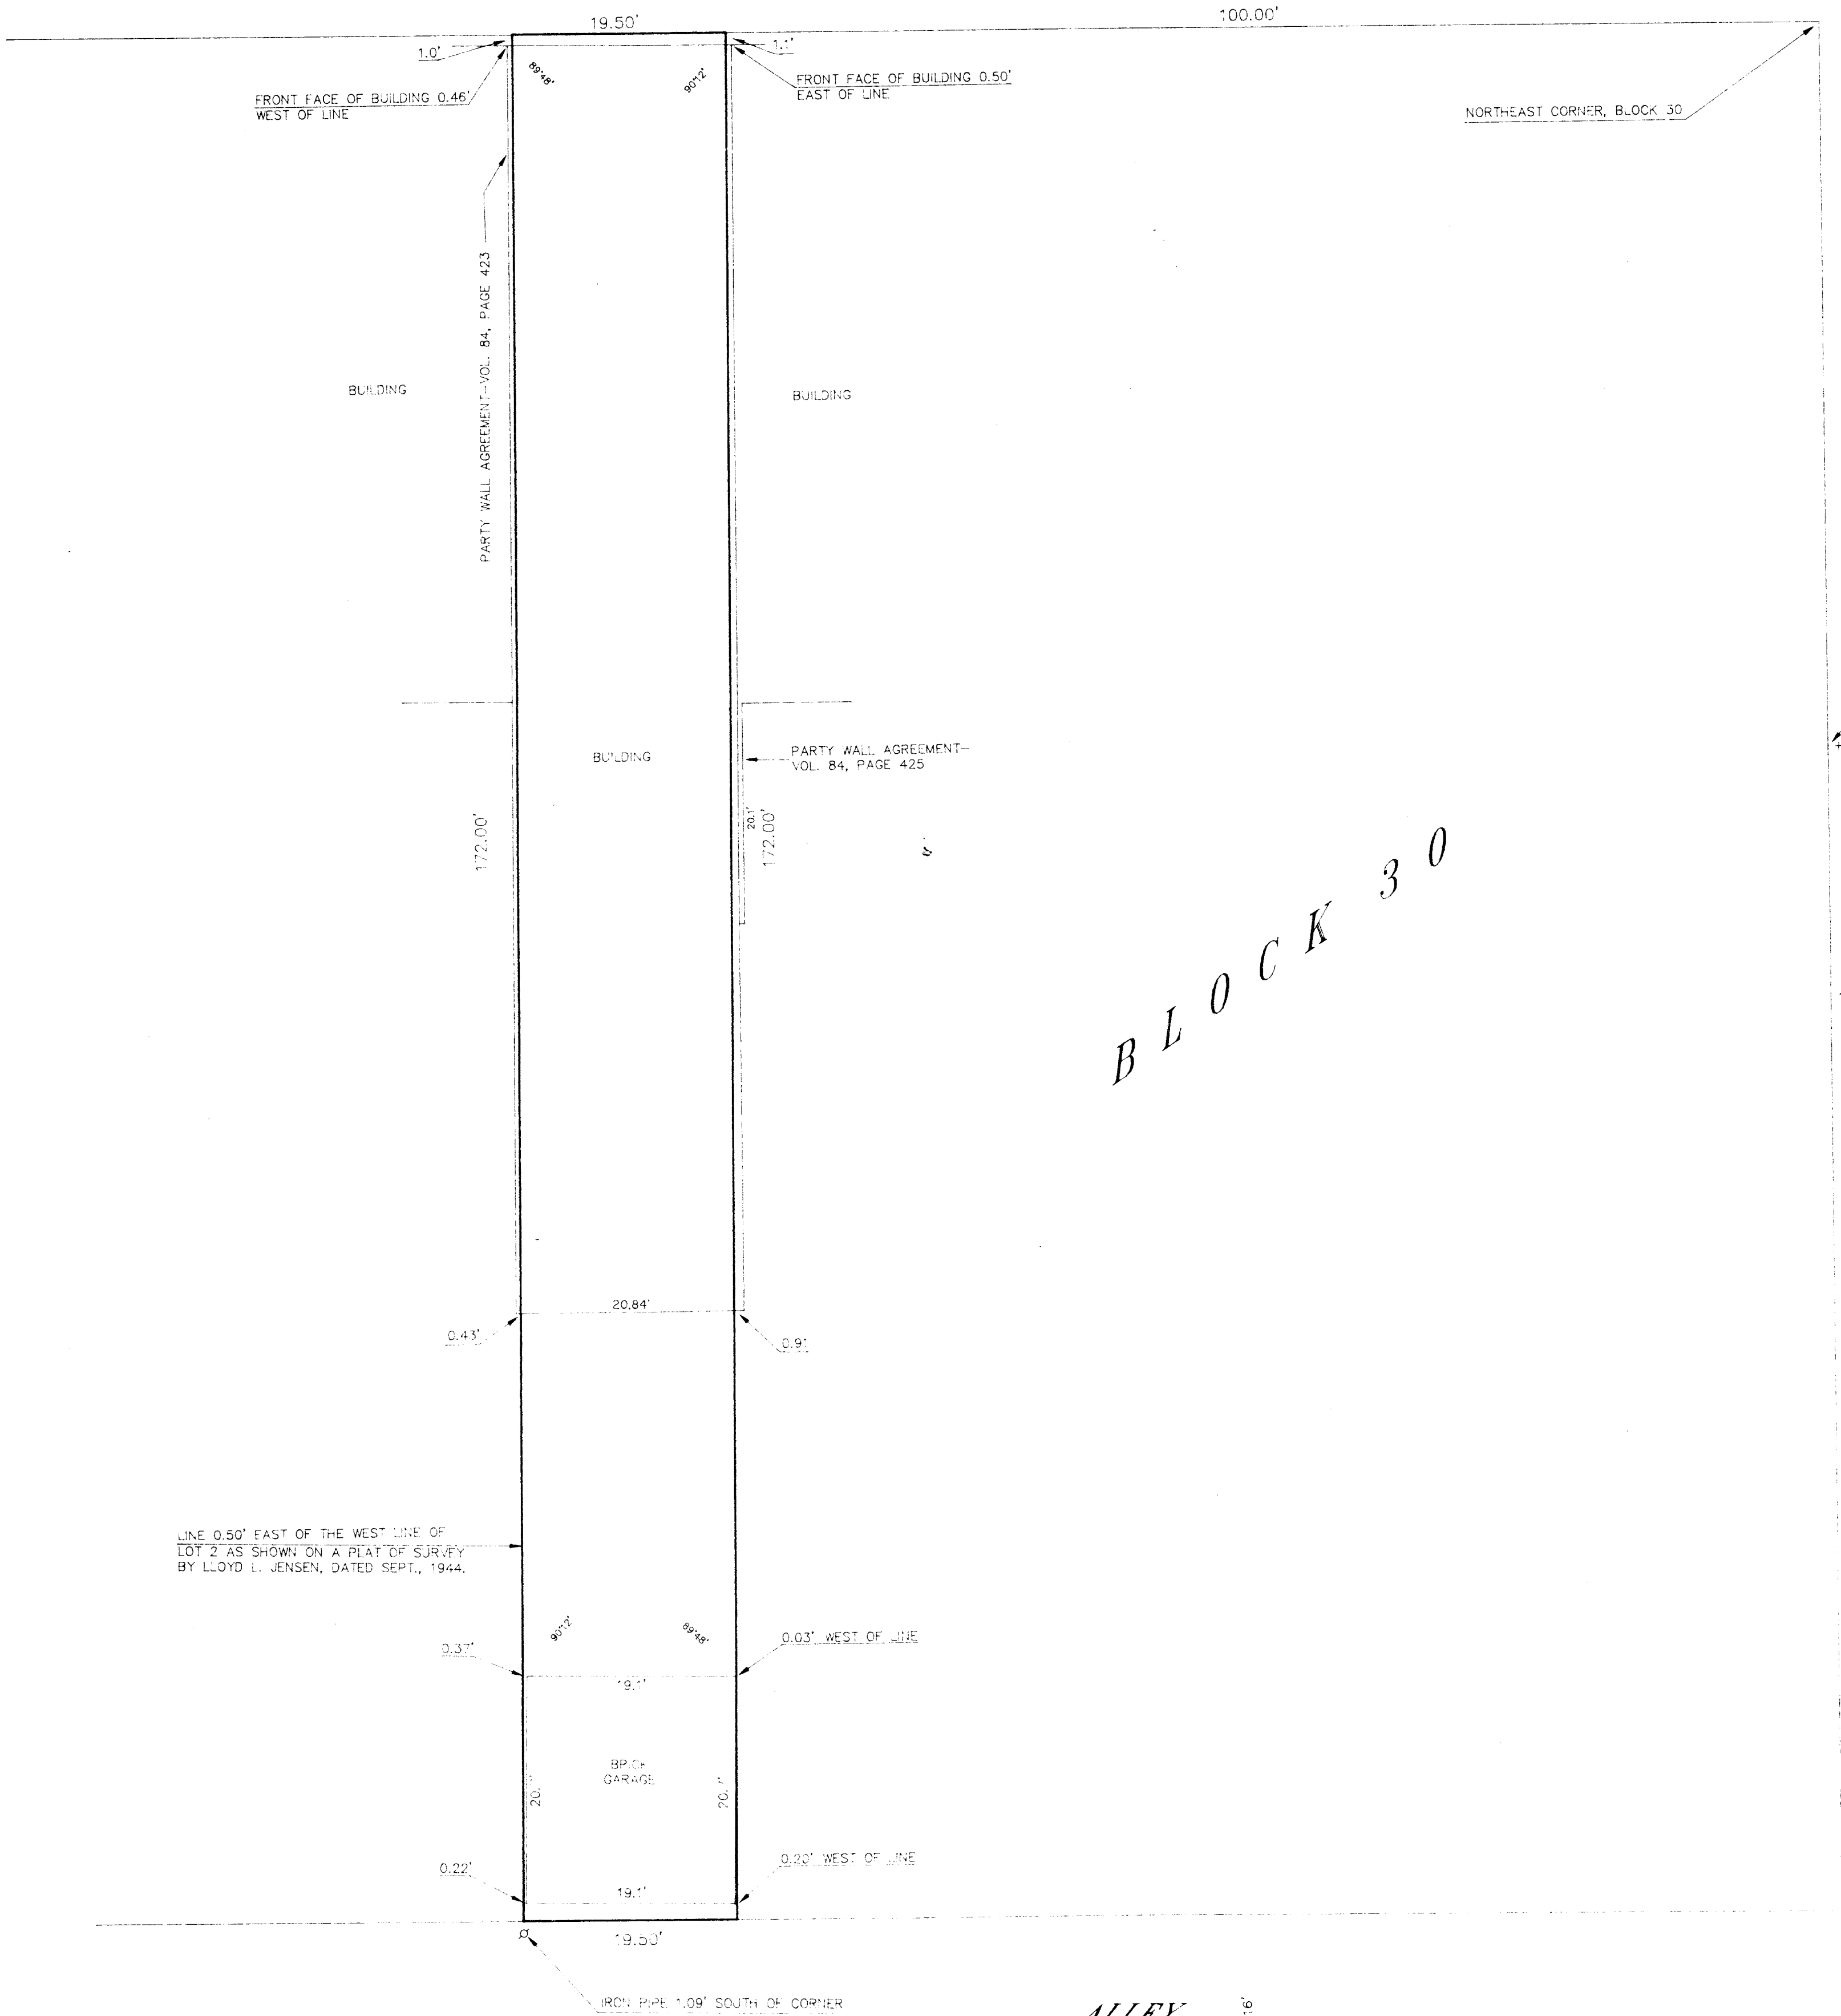 19.50'
100.00'
1.0'
1.1'
89°48'
90°12'
FRONT FACE OF BUILDING 0.46'
WEST OF LINE
FRONT FACE OF BUILDING 0.50'
EAST OF LINE
NORTHEAST CORNER, BLOCK 30
PARTY WALL AGREEMENT--VOL. 84, PAGE 423
BUILDING
BUILDING
BUILDING
PARTY WALL AGREEMENT--
VOL. 84, PAGE 425
172.00'
20.1'
172.00'
BLOCK 30
20.84'
0.43'
0.91
LINE 0.50' EAST OF THE WEST LINE OF
LOT 2 AS SHOWN ON A PLAT OF SURVEY
BY LLOYD L. JENSEN, DATED SEPT., 1944.
90°12'
89°48'
0.37'
0.03' WEST OF LINE
19.1'
BRICK
GARAGE
0.22'
0.20' WEST OF LINE
19.1'
19.50'
IRON PIPE 1.09' SOUTH OF CORNER
ALLEY